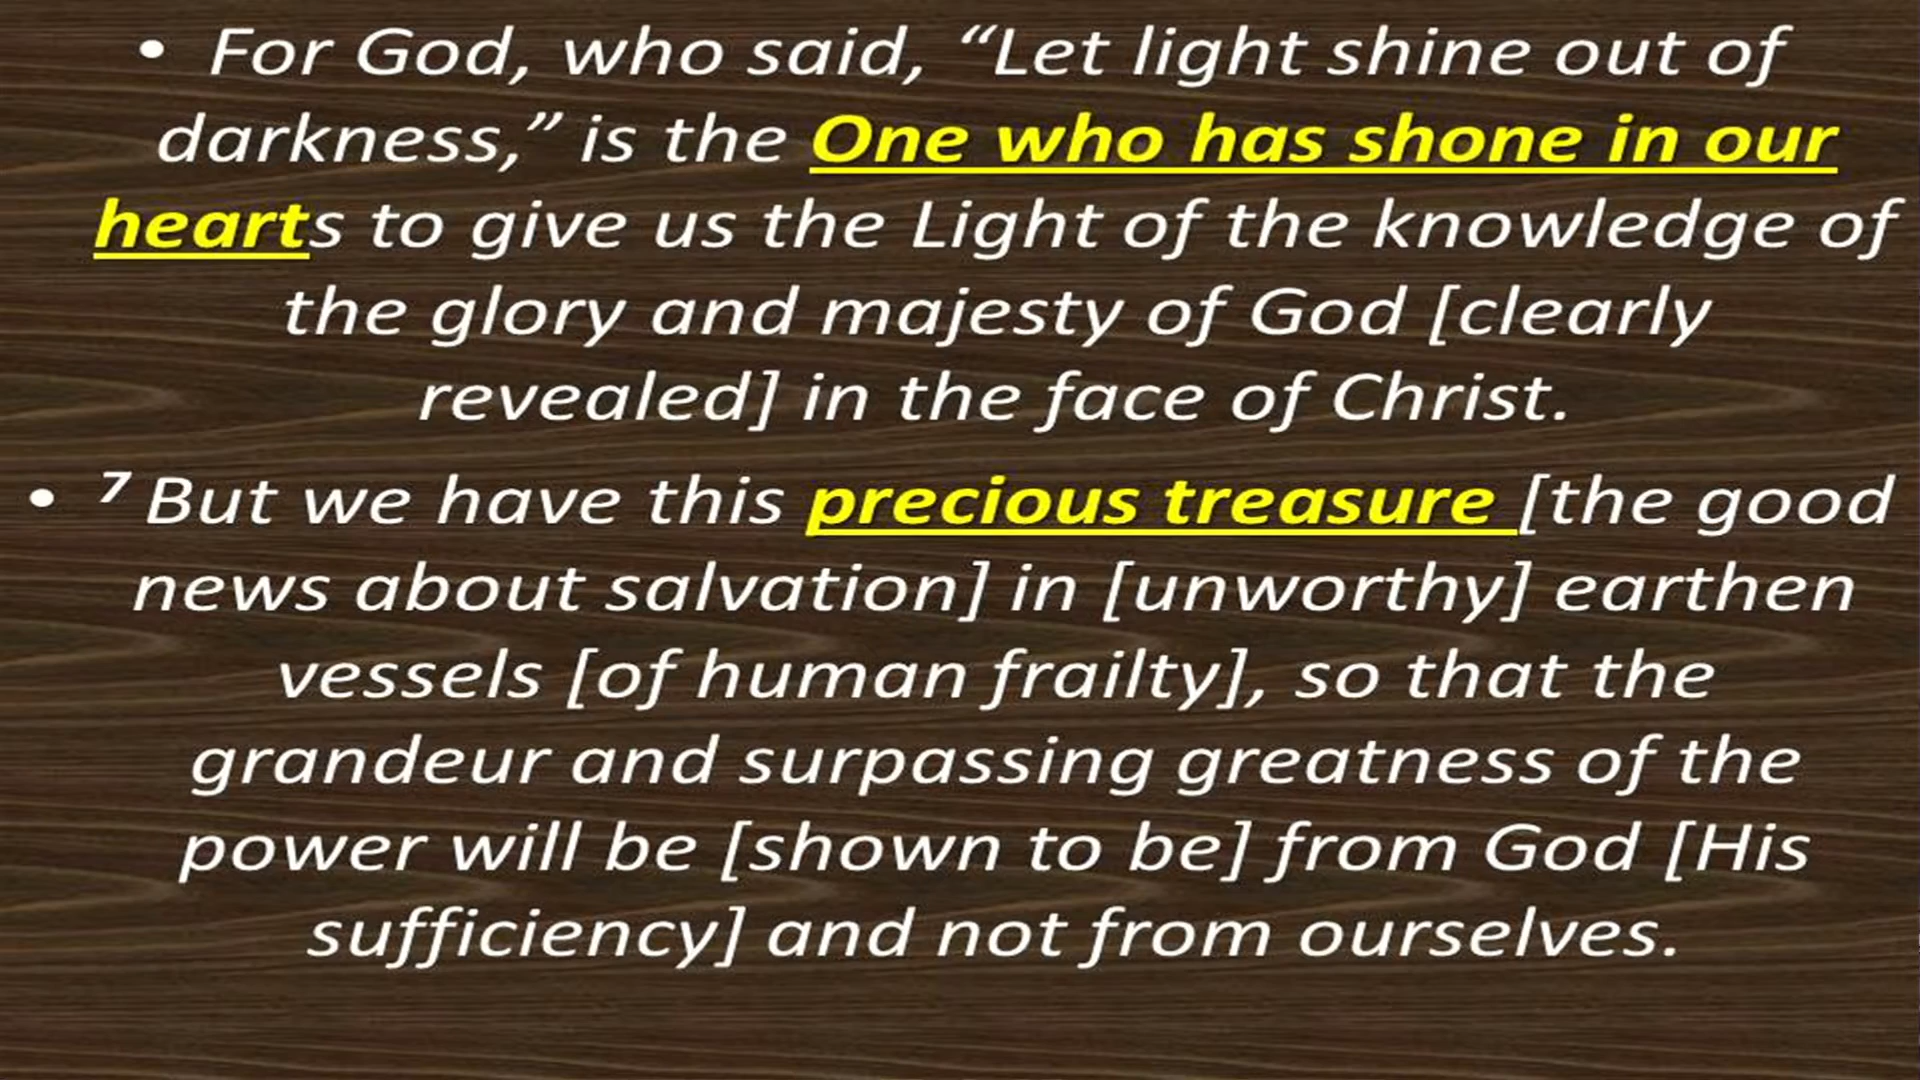 • For God, who said, “Let light shine out of
darkness,” is the One who has shone in our
hearts to give us the Light of the knowledge of
the glory and majesty of God [clearly
revealed] in the face of Christ.
• ⁷ But we have this precious treasure [the good
news about salvation] in [unworthy] earthen
vessels [of human frailty], so that the
grandeur and surpassing greatness of the
power will be [shown to be] from God [His
sufficiency] and not from ourselves.